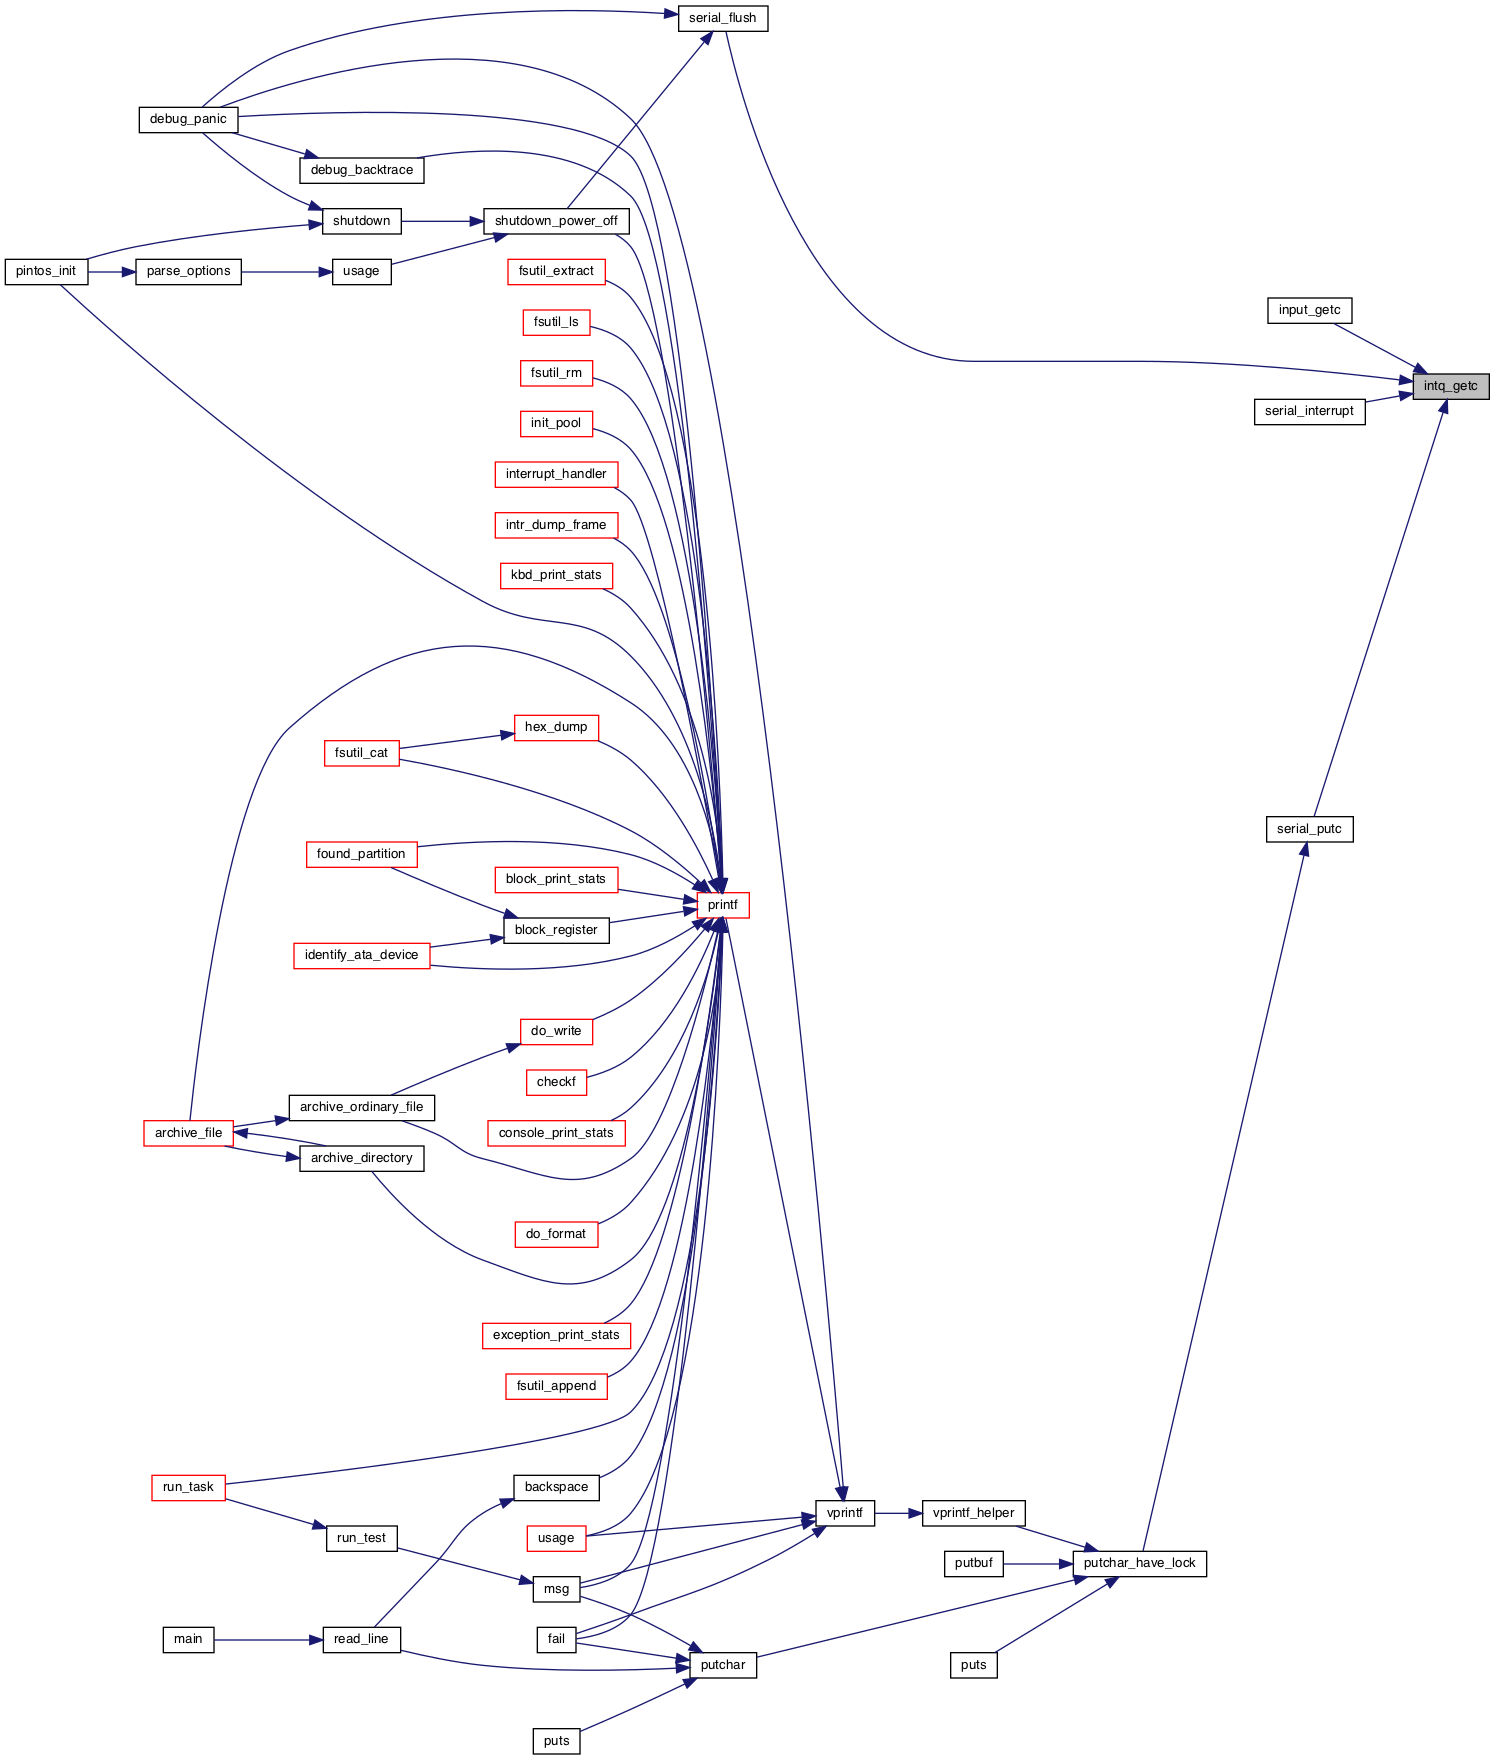 serial_flush
debug_panic
debug_backtrace
shutdown
shutdown_power_off
pintos_init
parse_options
usage
fsutil_extract
input_getc
fsutil_ls
fsutil_rm
intq_getc
serial_interrupt
init_pool
interrupt_handler
intr_dump_frame
kbd_print_stats
hex_dump
fsutil_cat
serial_putc
found_partition
block_print_stats
printf
block_register
identify_ata_device
do_write
checkf
archive_ordinary_file
archive_file
console_print_stats
archive_directory
do_format
exception_print_stats
fsutil_append
run_task
backspace
vprintf
vprintf_helper
run_test
usage
putbuf
putchar_have_lock
msg
main
read_line
fail
putchar
puts
puts